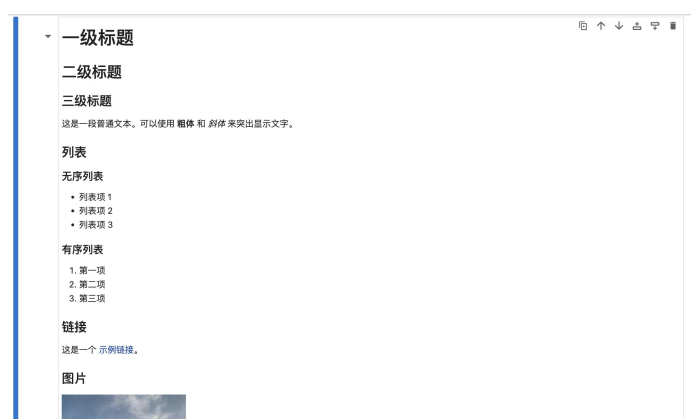 一级标题
二级标题
三级标题
这是一段普通文本。可以使用 粗体 和 斜体 来突出显示文字。
列表
无序列表
• 列表项 1
• 列表项 2
• 列表项 3
有序列表
1. 第一项
2. 第二项
3. 第三项
链接
这是一个 示例链接。
图片